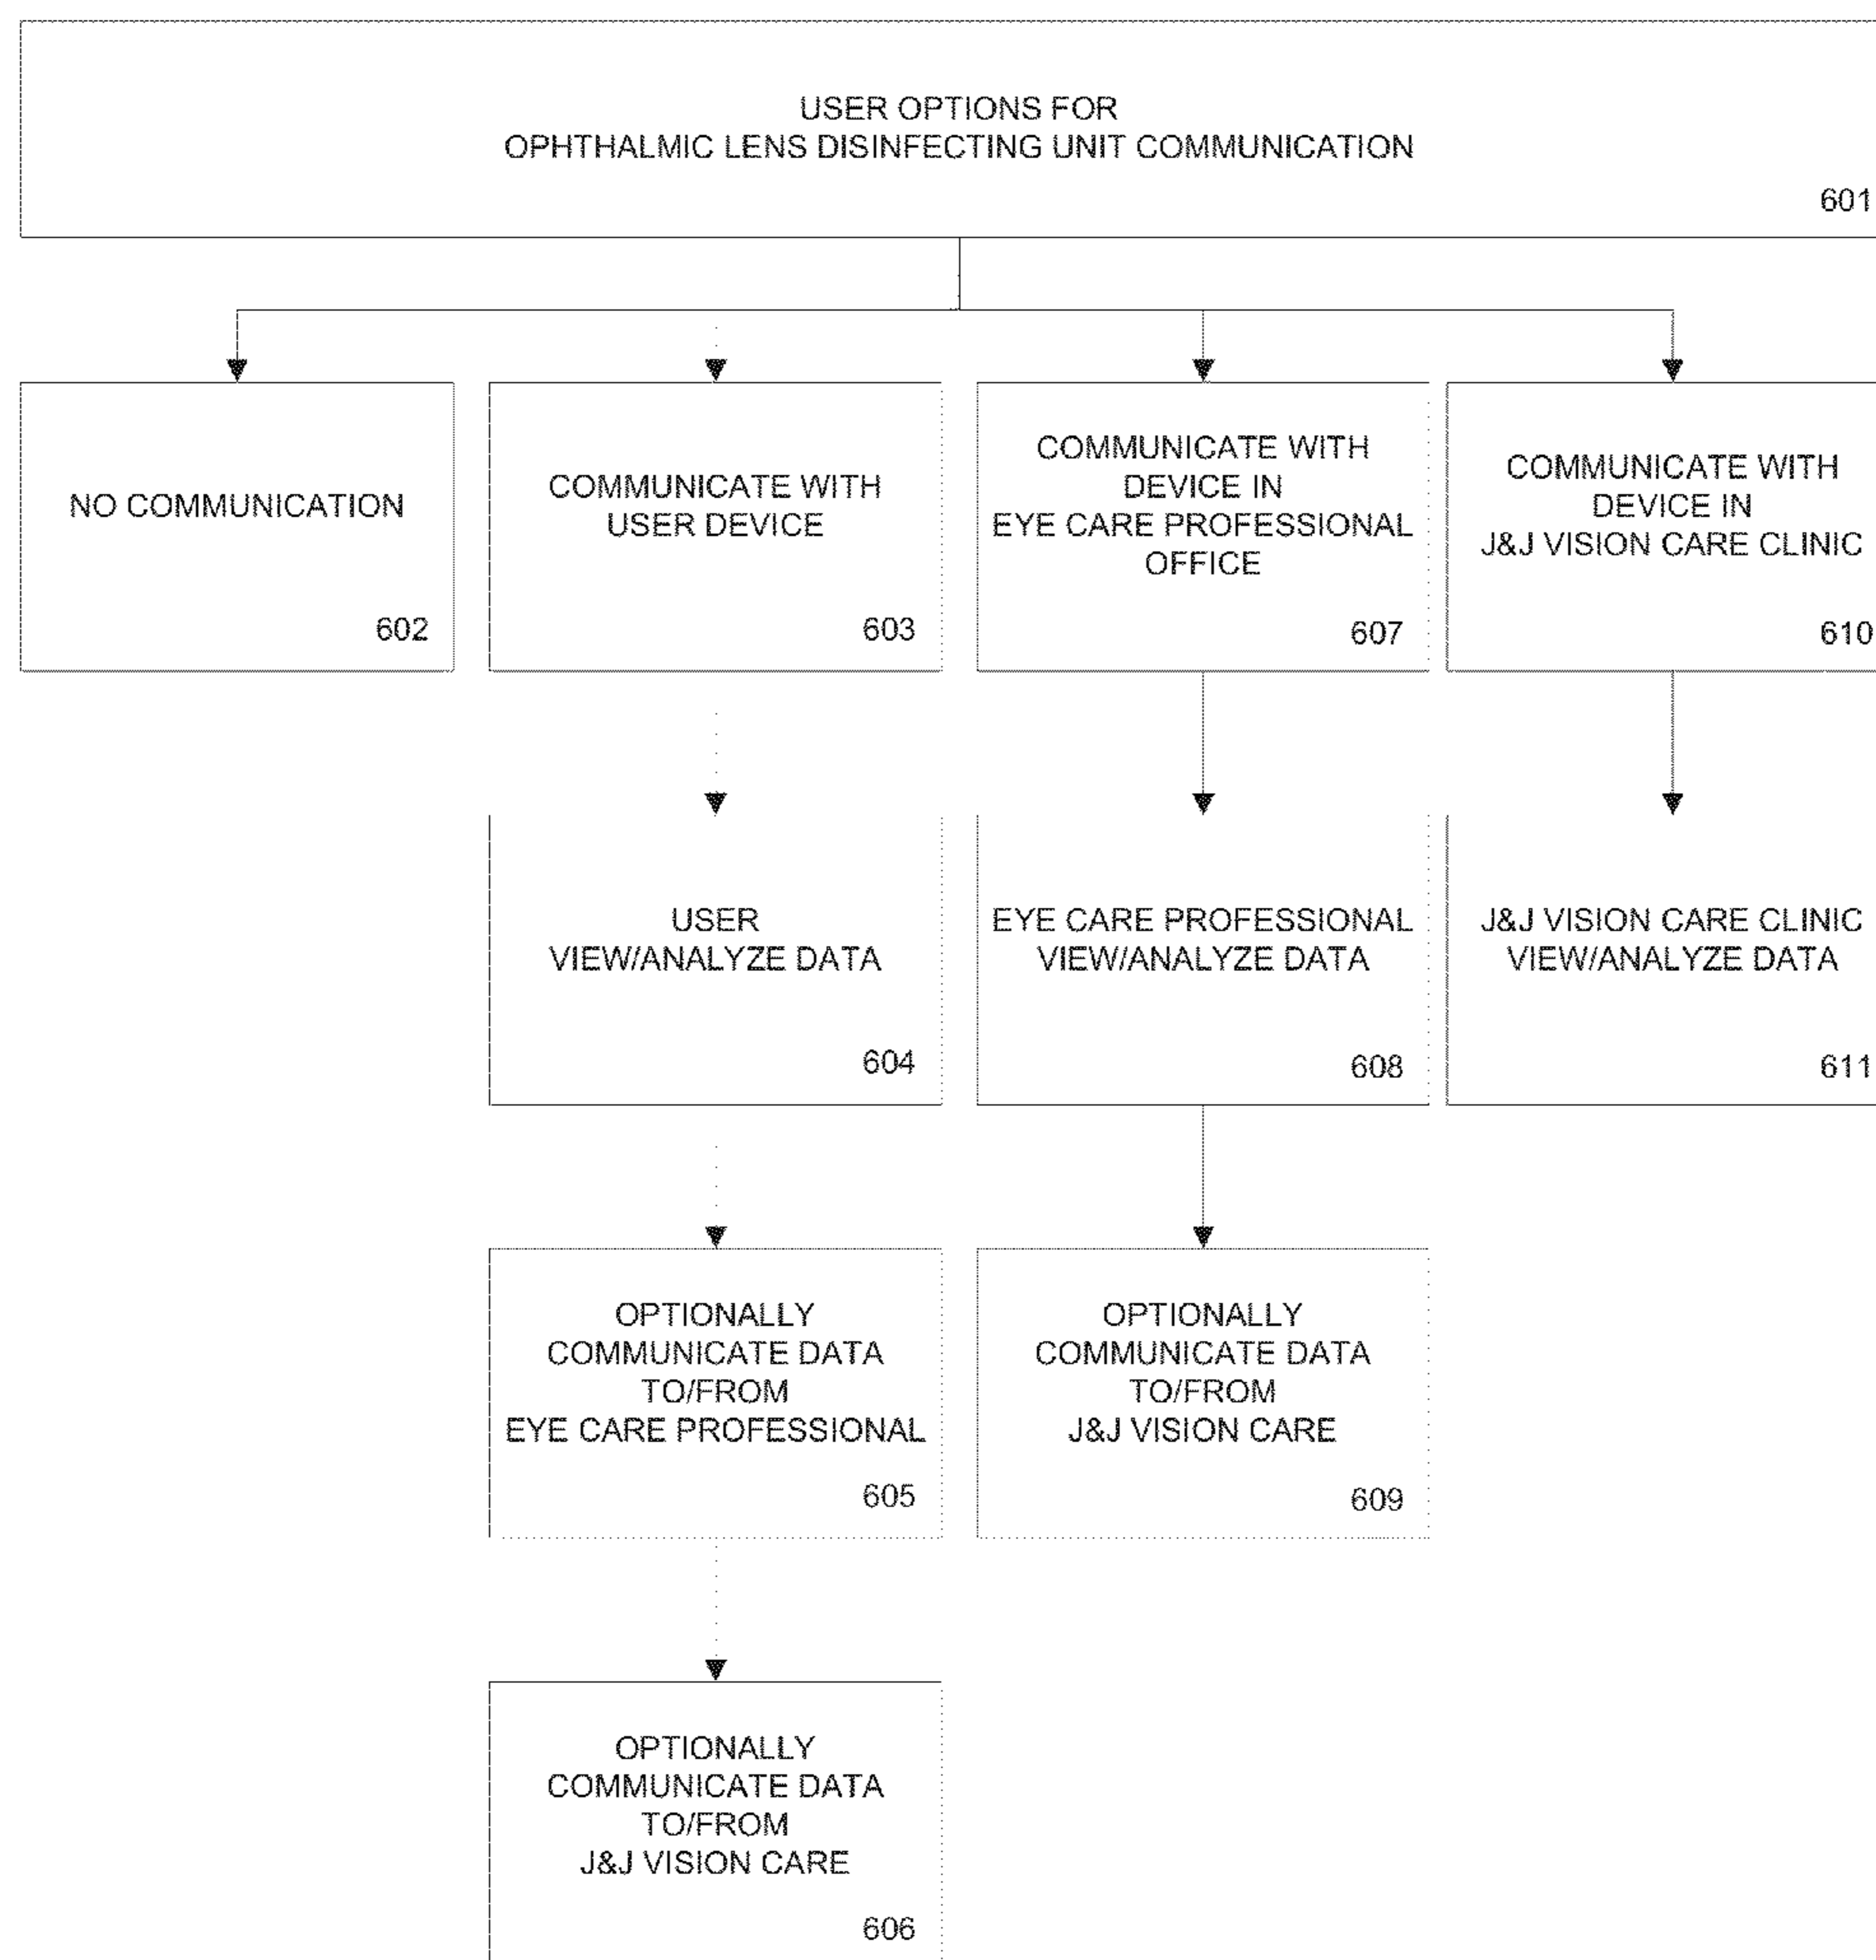 USER OPTIONS FOR
OPHTHALMIC LENS DISINFECTING UNIT COMMUNICATION
601
NO COMMUNICATION
602
COMMUNICATE WITH
USER DEVICE
603
COMMUNICATE WITH
DEVICE IN
EYE CARE PROFESSIONAL
OFFICE
607
COMMUNICATE WITH
DEVICE IN
J&J VISION CARE CLINIC
610
USER
VIEW/ANALYZE DATA
604
EYE CARE PROFESSIONAL
VIEW/ANALYZE DATA
608
J&J VISION CARE CLINIC
VIEW/ANALYZE DATA
611
OPTIONALLY
COMMUNICATE DATA
TO/FROM
EYE CARE PROFESSIONAL
605
OPTIONALLY
COMMUNICATE DATA
TO/FROM
J&J VISION CARE
609
OPTIONALLY
COMMUNICATE DATA
TO/FROM
J&J VISION CARE
606